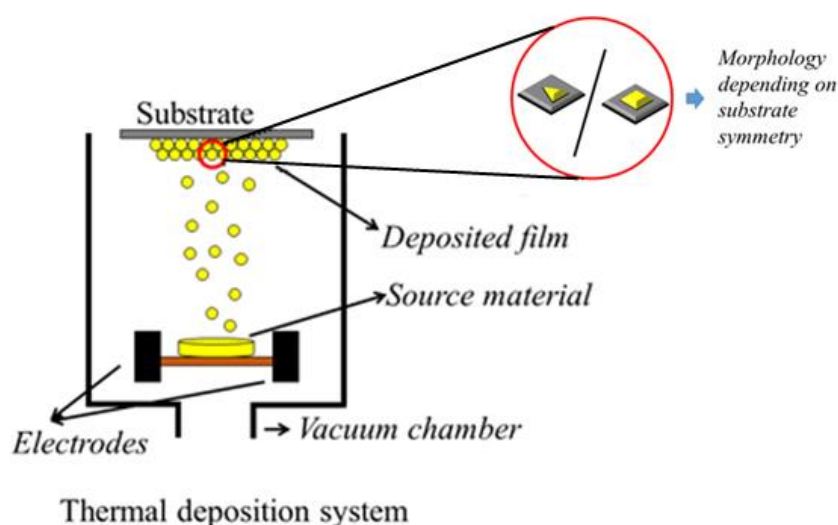 Morphology
depending on
substrate
symmetry
Substrate
Deposited film
Source material
Electrodes
Vacuum chamber
Thermal deposition system